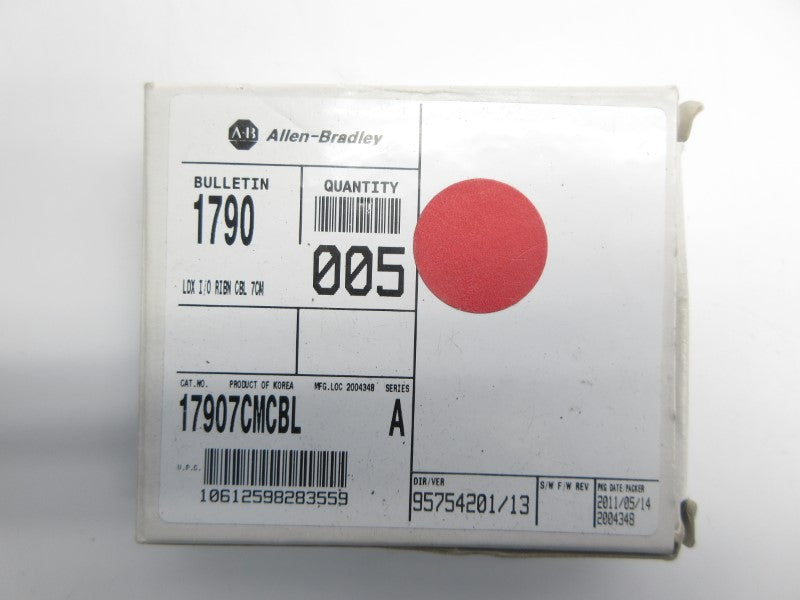 A-B Allen-Bradley
BULLETIN
1790
QUANTITY
005
LDX I/O RIBN CBL 7CM
CAT.NO. PRODUCT OF KOREA MFG.LOC 2004348 SERIES
17907CMCBL A
U.P.C.
10612598283559
DIR/VER
95754201/13
S/W F/W REV
PKG DATE/PACKER
2011/05/14
2004348